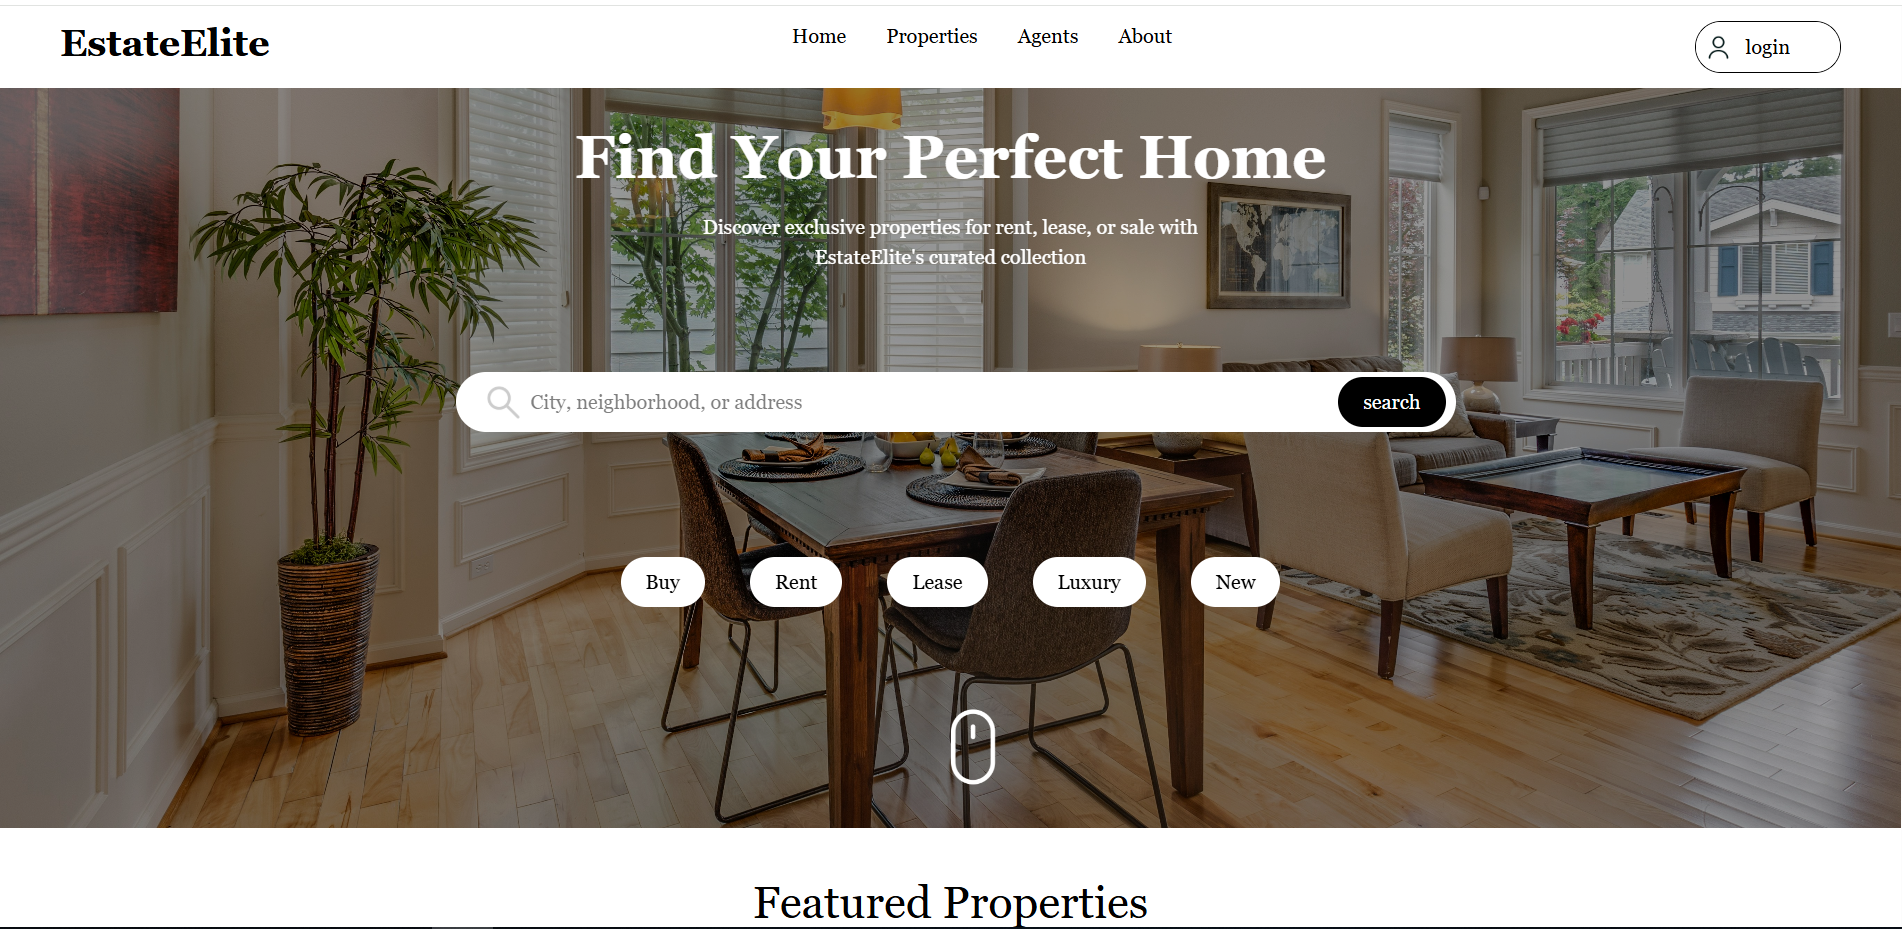 EstateElite
Home
Properties
Agents
About
login
Find Your Perfect Home
Discover exclusive properties for rent, lease, or sale with
EstateElite's curated collection
City, neighborhood, or address
search
Buy
Rent
Lease
Luxury
New
Featured Properties